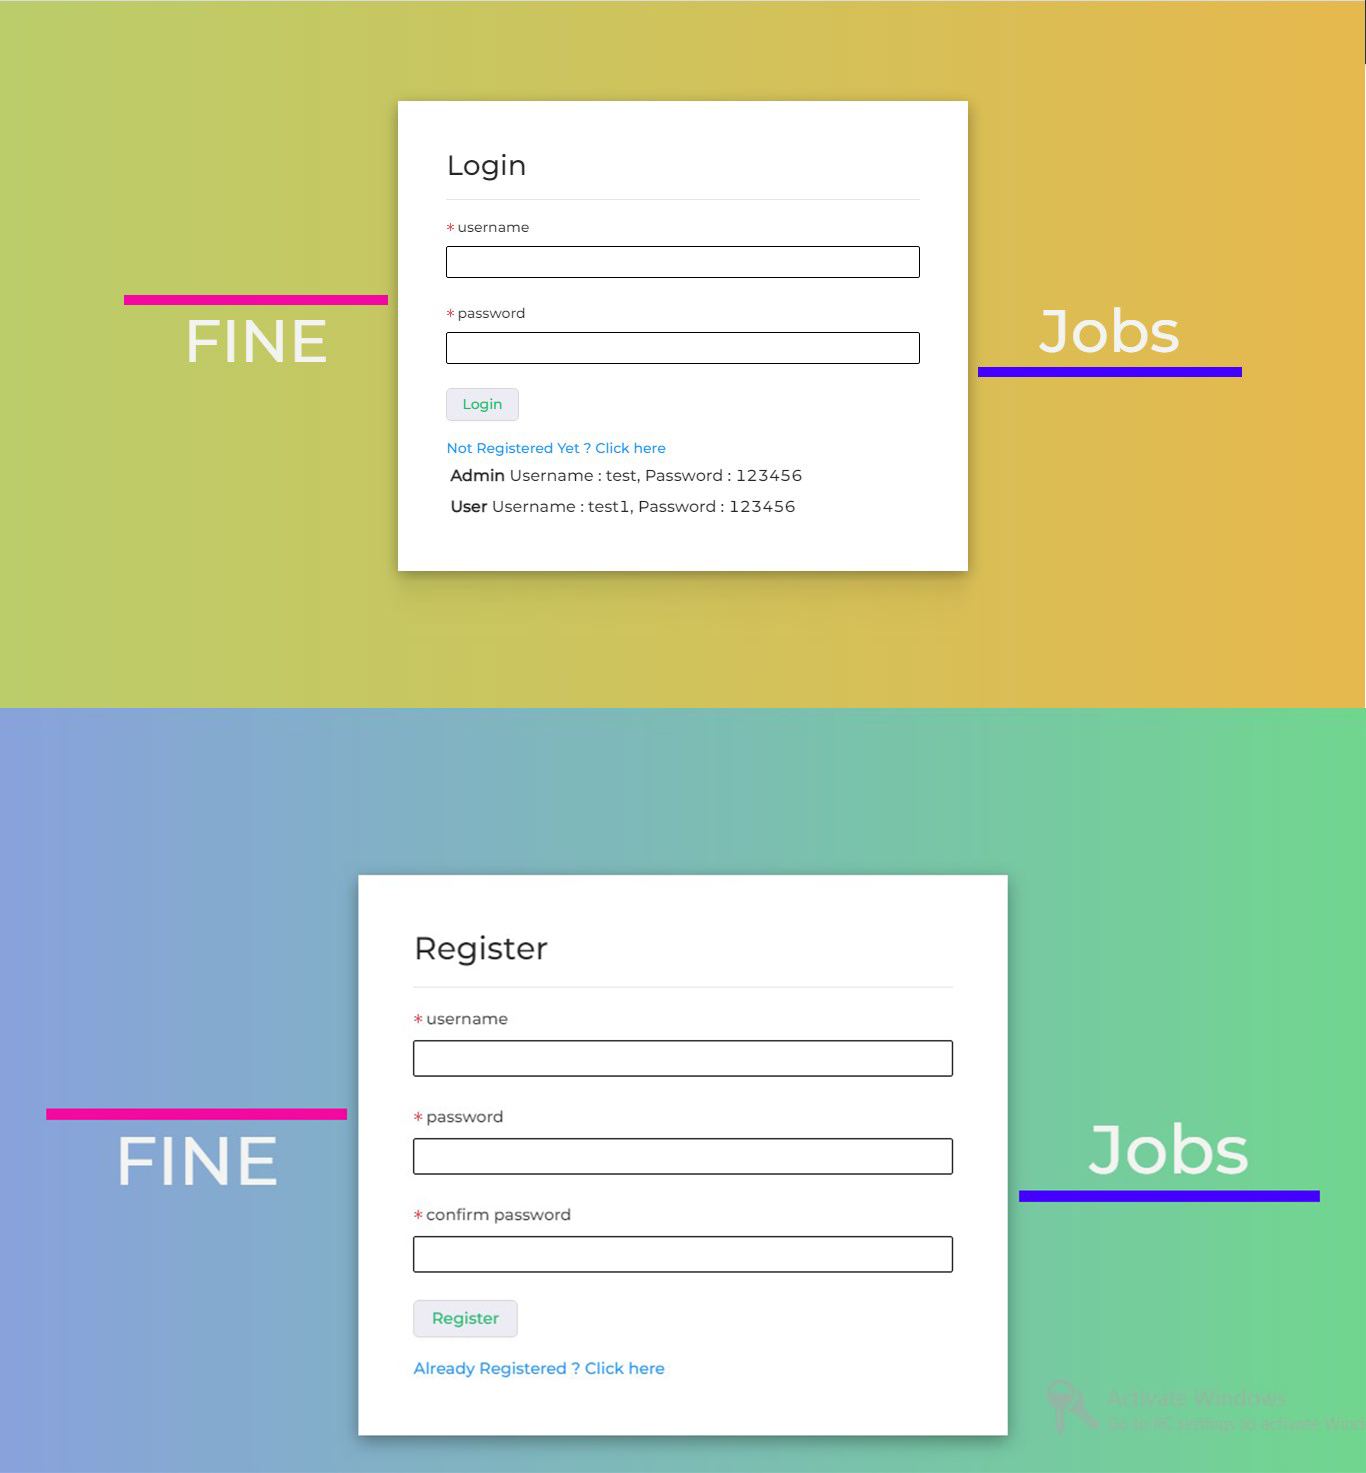 Login
* username
* password
FINE
Jobs
Login
Not Registered Yet ? Click here
Admin Username : test, Password : 123456
User Username : test1, Password : 123456
Register
* username
* password
FINE
Jobs
* confirm password
Register
Already Registered ? Click here
Activate Windows
Go to PC settings to activate